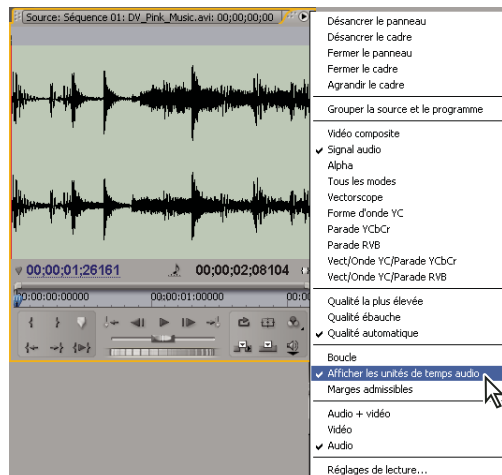 Source: Séquence 01: DV_Pink_Music.avi: 00;00;00;00
00;00;01;26161
00;00;02;08104
0:00:00:00000
00;00;01:00000
Désancrer le panneau
Désancrer le cadre
Fermer le panneau
Fermer le cadre
Agrandir le cadre
Grouper la source et le programme
Vidéo composite
Signal audio
Alpha
Tous les modes
Vectorscope
Forme d'onde YC
Parade YCbCr
Parade RVB
Vect/Onde YC/Parade YCbCr
Vect/Onde YC/Parade RVB
Qualité la plus élevée
Qualité ébauche
Qualité automatique
Boucle
Afficher les unités de temps audio
Marges admissibles
Audio + vidéo
Vidéo
Audio
Réglages de lecture...